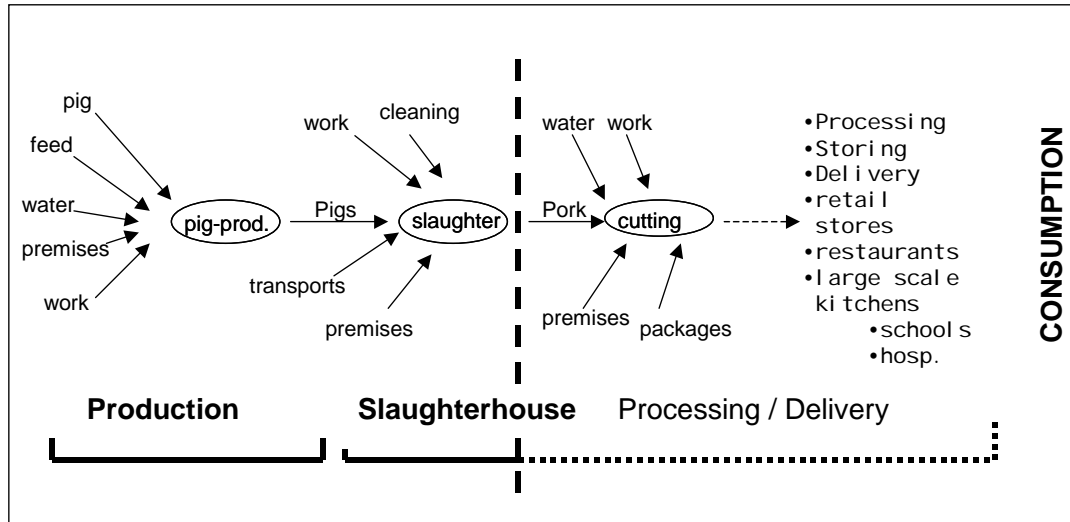 pig
feed
water
premises
work
pig-prod.
Pigs
work
cleaning
slaughter
transports
premises
water
work
Pork
cutting
premises
packages
•Processing
•Storing
•Delivery
•retail
stores
•restaurants
•large scale
kitchens
•schools
•hosp.
CONSUMPTION
Production
Slaughterhouse
Processing / Delivery